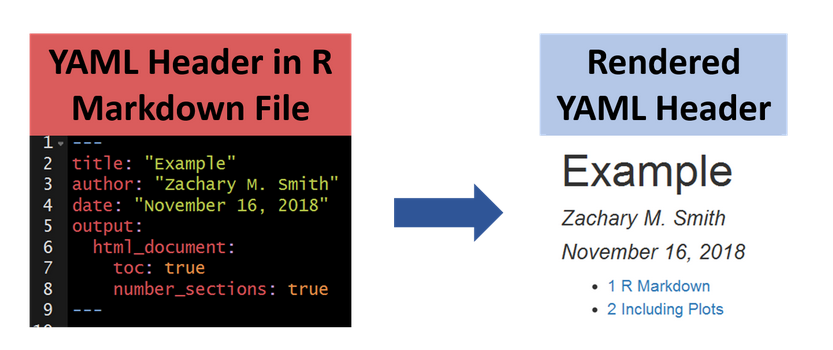 YAML Header in R
Markdown File
1 ---
2 title: "Example"
3 author: "Zachary M. Smith"
4 date: "November 16, 2018"
5 output:
6   html_document:
7     toc: true
8     number_sections: true
9 ---
10
Rendered
YAML Header
Example
Zachary M. Smith
November 16, 2018
• 1 R Markdown
• 2 Including Plots